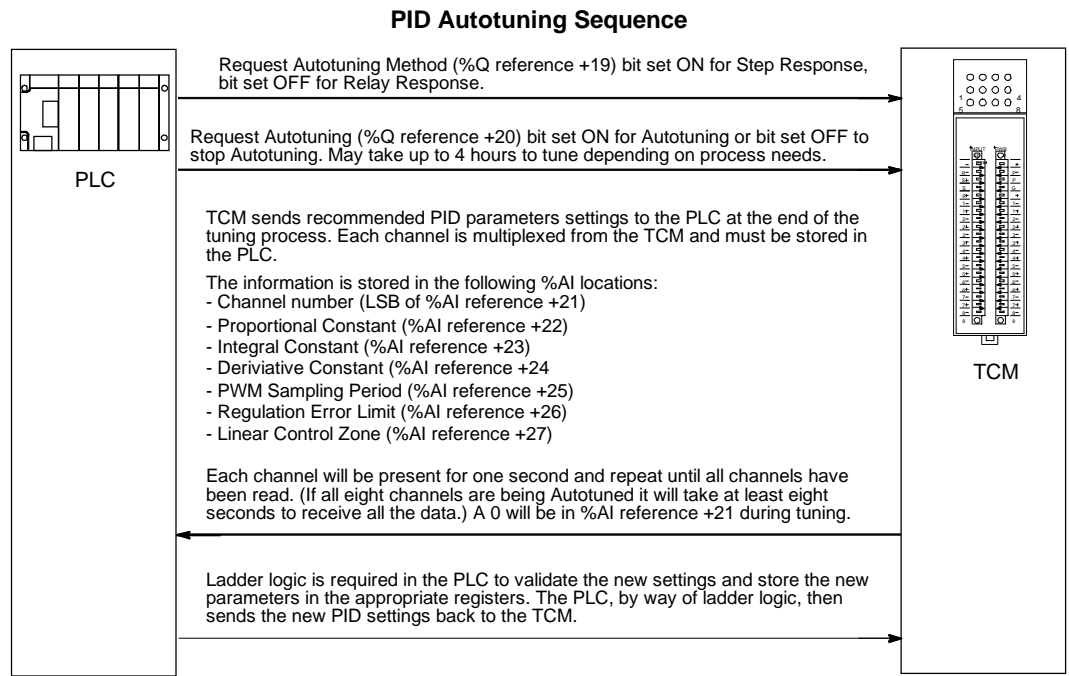 PID Autotuning Sequence
Request Autotuning Method (%Q reference +19) bit set ON for Step Response,
bit set OFF for Relay Response.
Request Autotuning (%Q reference +20) bit set ON for Autotuning or bit set OFF to
stop Autotuning. May take up to 4 hours to tune depending on process needs.
PLC
TCM sends recommended PID parameters settings to the PLC at the end of the
tuning process. Each channel is multiplexed from the TCM and must be stored in
the PLC.
The information is stored in the following %AI locations:
- Channel number (LSB of %AI reference +21)
- Proportional Constant (%AI reference +22)
- Integral Constant (%AI reference +23)
- Deriviative Constant (%AI reference +24
- PWM Sampling Period (%AI reference +25)
- Regulation Error Limit (%AI reference +26)
- Linear Control Zone (%AI reference +27)
Each channel will be present for one second and repeat until all channels have
been read. (If all eight channels are being Autotuned it will take at least eight
seconds to receive all the data.) A 0 will be in %AI reference +21 during tuning.
Ladder logic is required in the PLC to validate the new settings and store the new
parameters in the appropriate registers. The PLC, by way of ladder logic, then
sends the new PID settings back to the TCM.
1 4
5 8
TCM